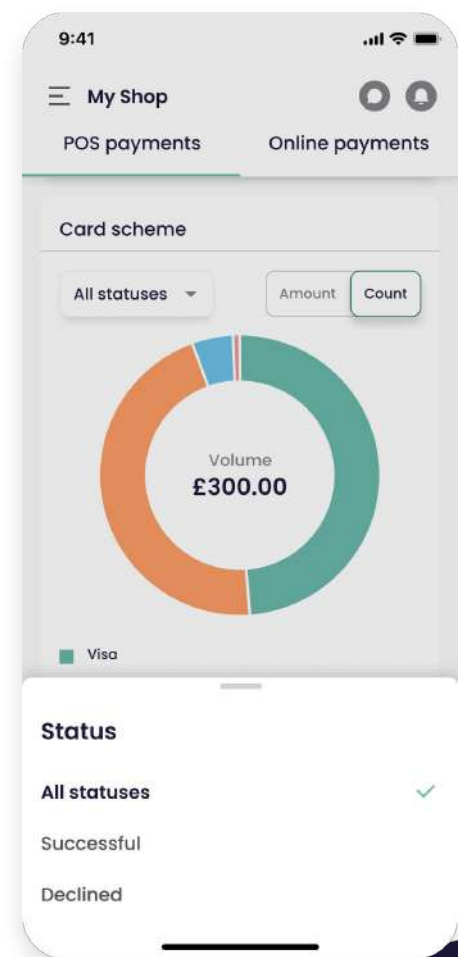 9:41
My Shop
POS payments Online payments
Card scheme
All statuses Amount Count
Volume
£300.00
Visa
Status
All statuses
Successful
Declined